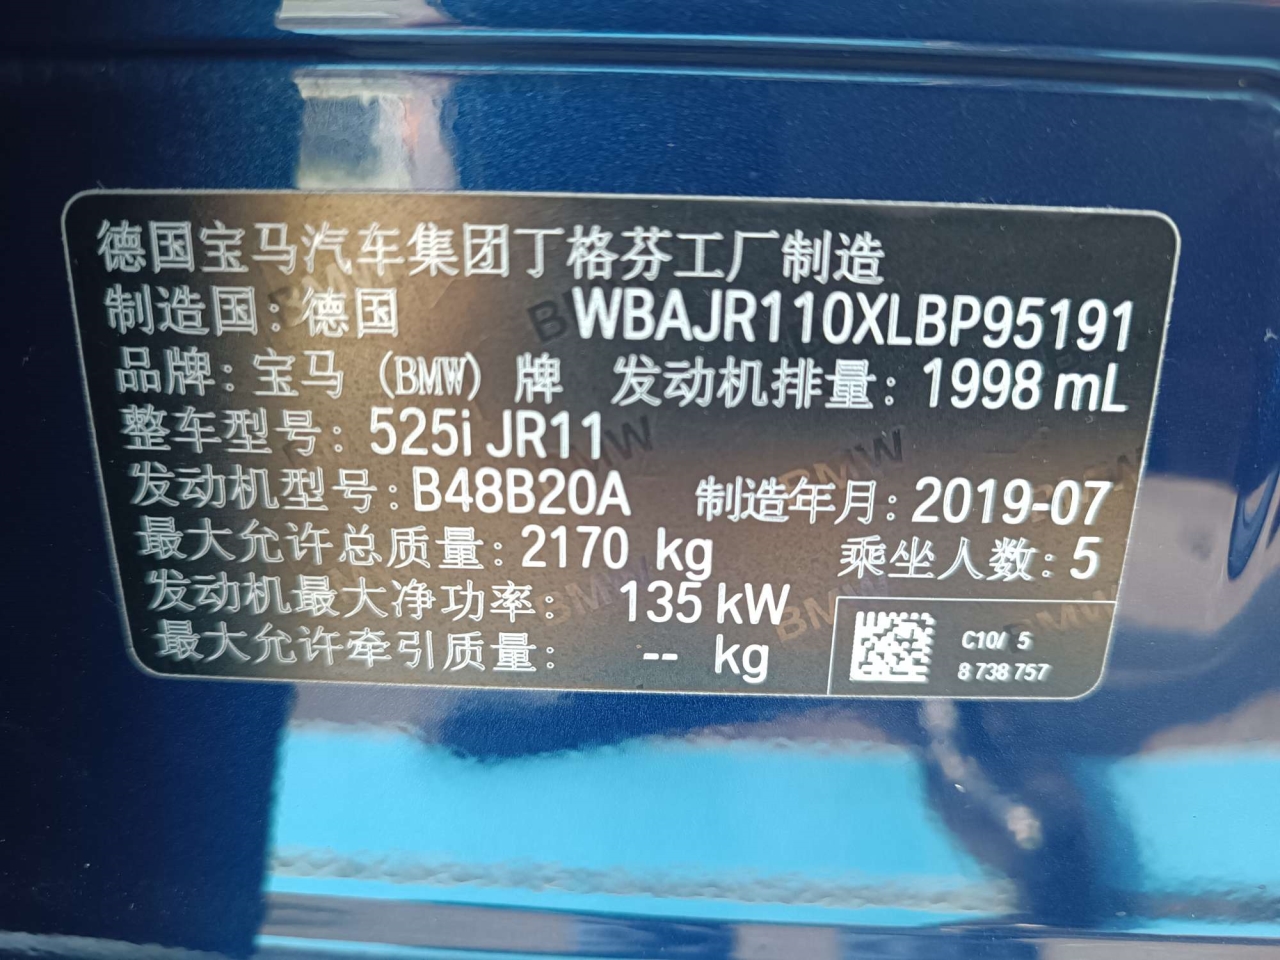 德国宝马汽车集团丁格芬工厂制造
制造国：德国 WBAJR110XLBP95191
品牌：宝马（BMW）牌 发动机排量：1998 mL
整车型号：525i JR11
发动机型号：B48B20A 制造年月：2019-07
最大允许总质量：2170 kg 乘坐人数：5
发动机最大净功率： 135 kW
最大允许牵引质量： -- kg
C10/ 5
8 738 757